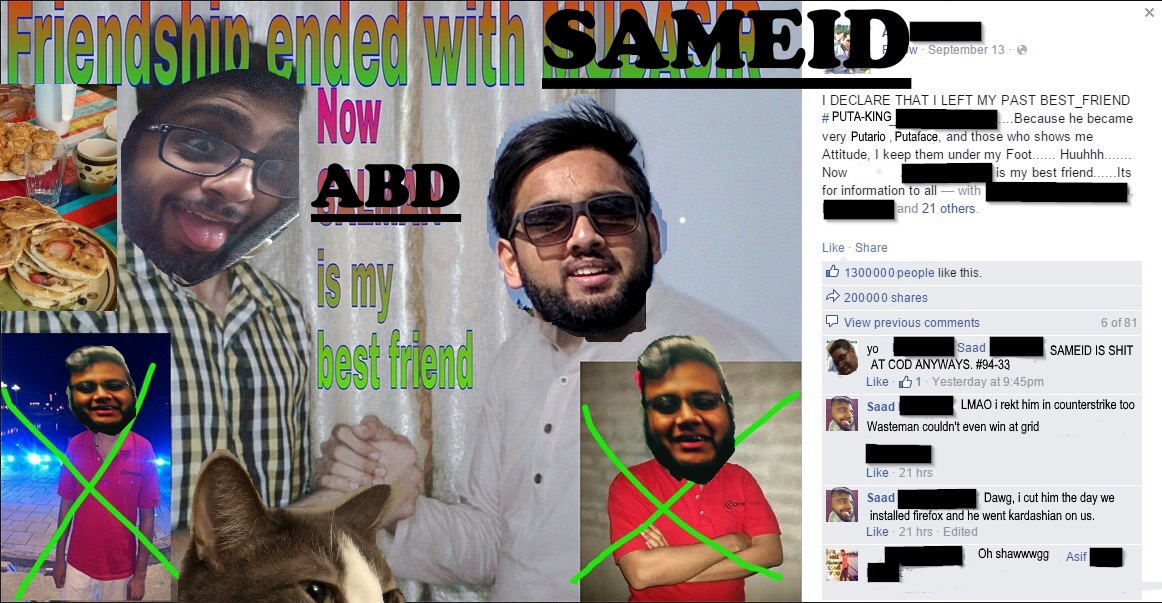 Friendship ended with MUDASIR
SAMEID
Now
SALMAN
ABD
is my
best friend
September 13
I DECLARE THAT I LEFT MY PAST BEST_FRIEND
# PUTA-KING_ ....Because he became
very Putario ,Putaface, and those who shows me
Attitude, I keep them under my Foot...... Huuhhh.......
Now is my best friend......Its
for information to all — with
and 21 others.
Like · Share
1300000 people like this.
200000 shares
View previous comments 6 of 81
yo Saad SAMEID IS SHIT
AT COD ANYWAYS. #94-33
Like · 1 · Yesterday at 9:45pm
Saad LMAO i rekt him in counterstrike too
Wasteman couldn't even win at grid
Like · 21 hrs
Saad Dawg, i cut him the day we
installed firefox and he went kardashian on us.
Like · 21 hrs · Edited
Oh shawwwgg Asif